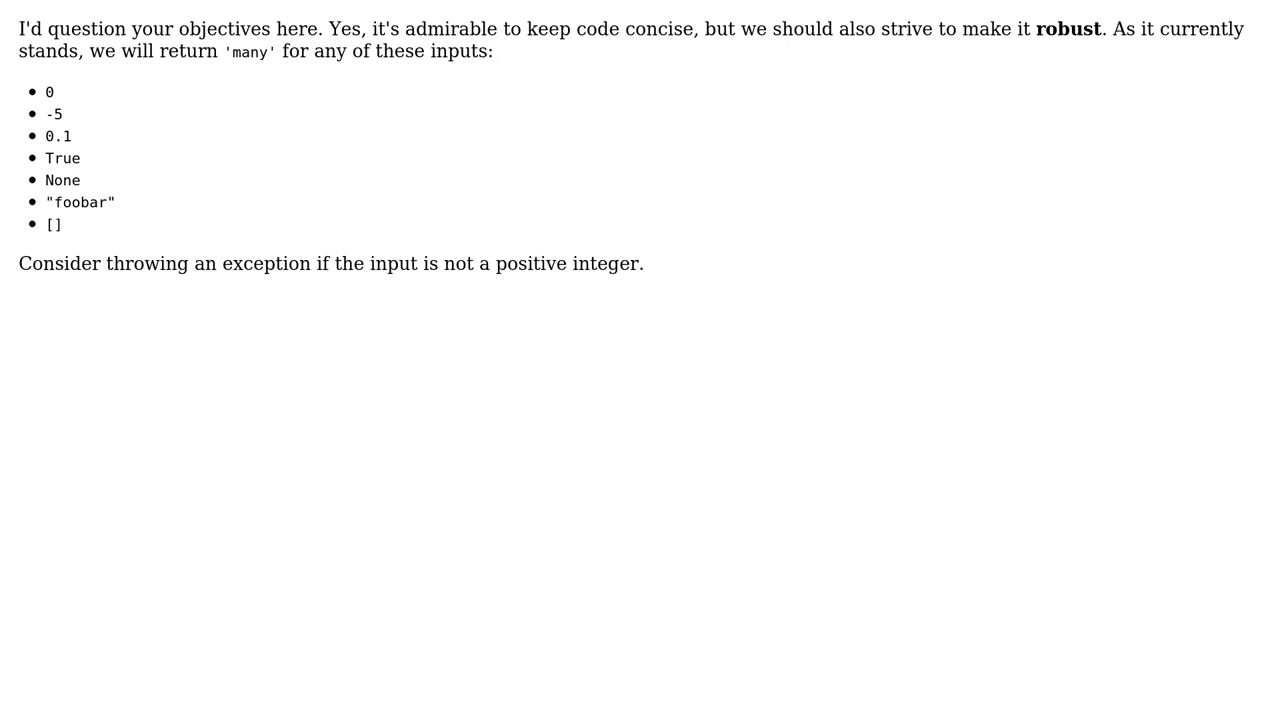 I'd question your objectives here. Yes, it's admirable to keep code concise, but we should also strive to make it robust. As it currently
stands, we will return 'many' for any of these inputs:
• 0
• -5
• 0.1
• True
• None
• "foobar"
• []
Consider throwing an exception if the input is not a positive integer.